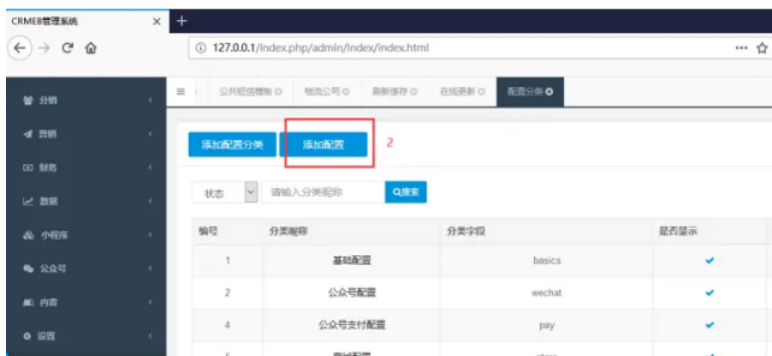 CRMEB管理系统
127.0.0.1/index.php/admin/index/index.html
分销
公共短信模板 物流公司 刷新缓存 在线更新 配置分类
营销
添加配置分类 添加配置 2
财务
数据
状态 请输入分类昵称 搜索
小程序
编号 分类昵称 分类字段 是否显示
公众号
1 基础配置 basics
内容
2 公众号配置 wechat
设置
4 公众号支付配置 pay